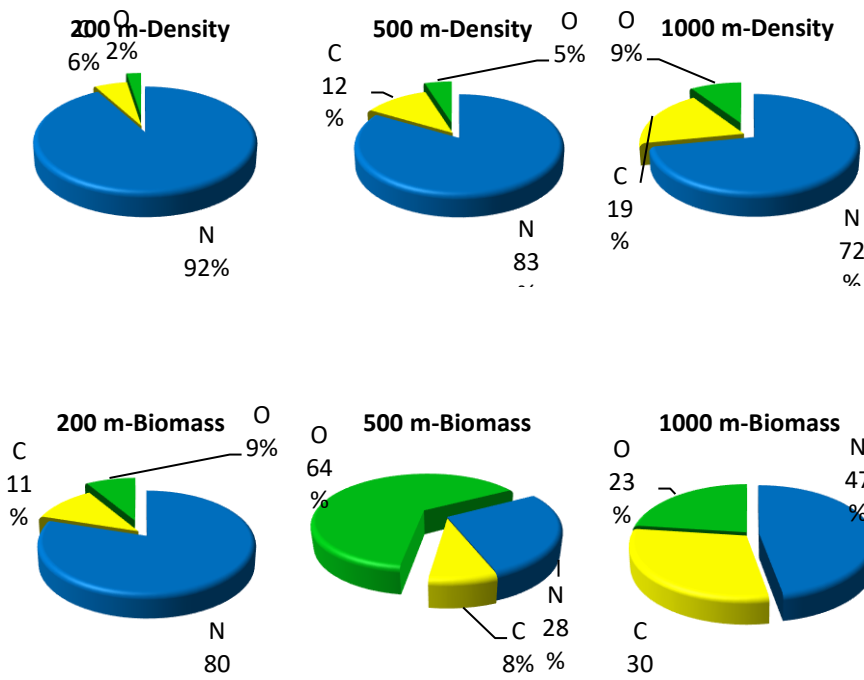 200 m-Density
C
6%
O
2%
N
92%
500 m-Density
C
12
%
O
5%
N
83
%
1000 m-Density
O
9%
C
19
%
N
72
%
200 m-Biomass
C
11
%
O
9%
N
80
500 m-Biomass
O
64
%
N
28
%
C
8%
1000 m-Biomass
O
23
%
N
47
%
C
30